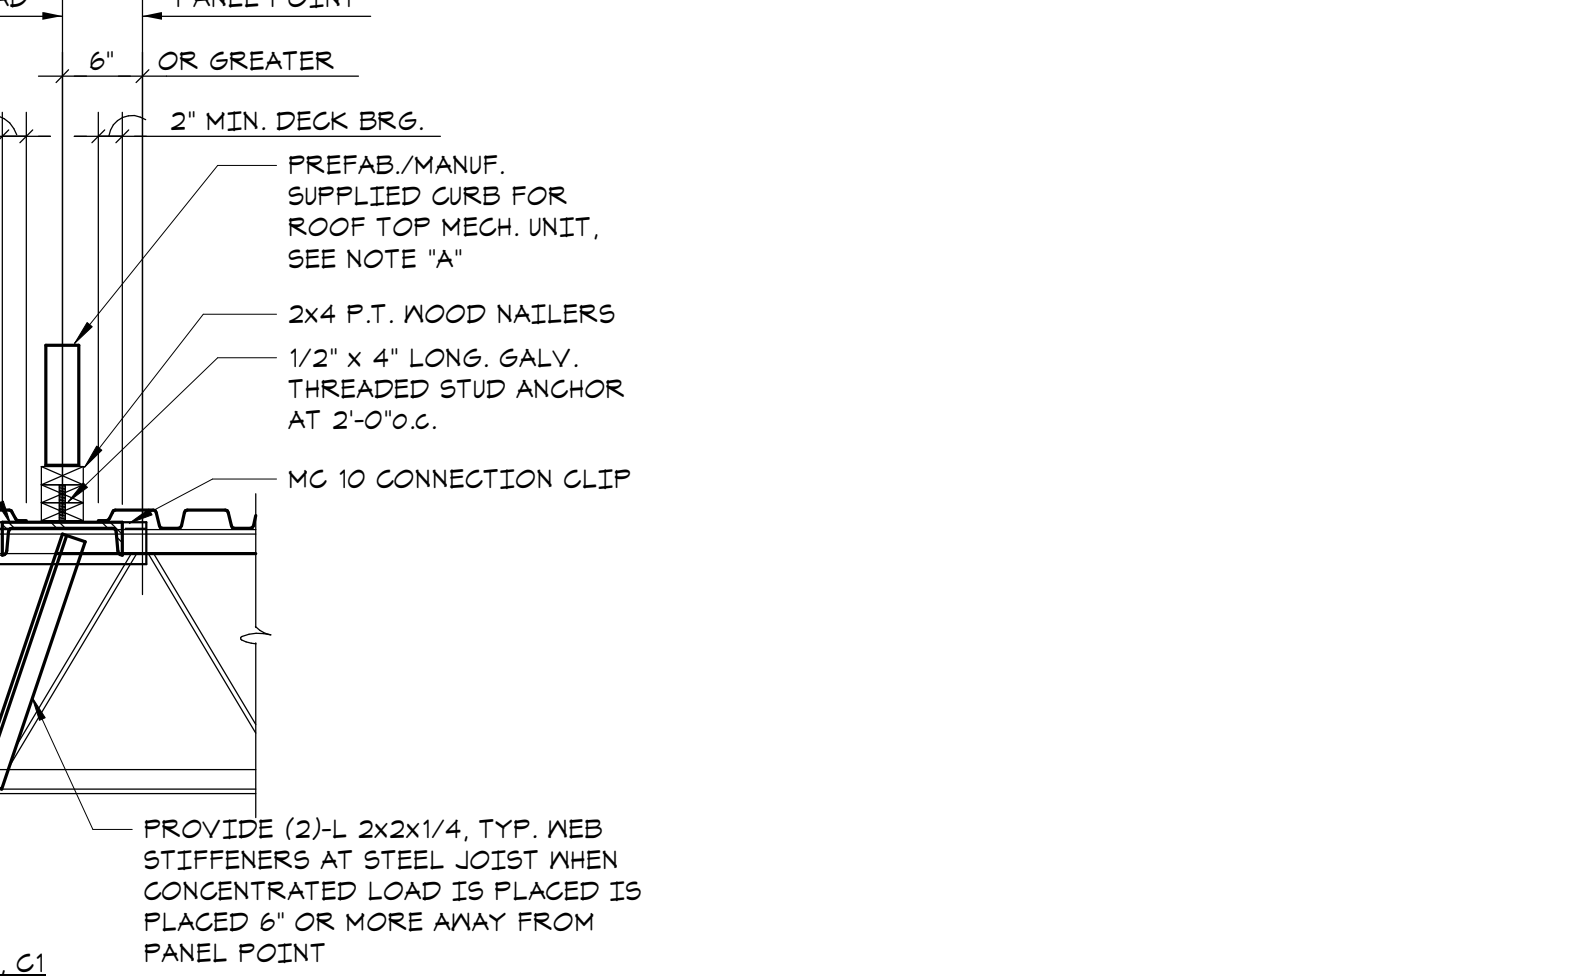 PANEL POINT
6" OR GREATER
2" MIN. DECK BRG.
PREFAB./MANUF.
SUPPLIED CURB FOR
ROOF TOP MECH. UNIT,
SEE NOTE "A"
2x4 P.T. WOOD NAILERS
1/2" x 4" LONG. GALV.
THREADED STUD ANCHOR
AT 2'-0"o.c.
MC 10 CONNECTION CLIP
PROVIDE (2)-L 2x2x1/4, TYP. WEB
STIFFENERS AT STEEL JOIST WHEN
CONCENTRATED LOAD IS PLACED IS
PLACED 6" OR MORE AWAY FROM
PANEL POINT
, C1